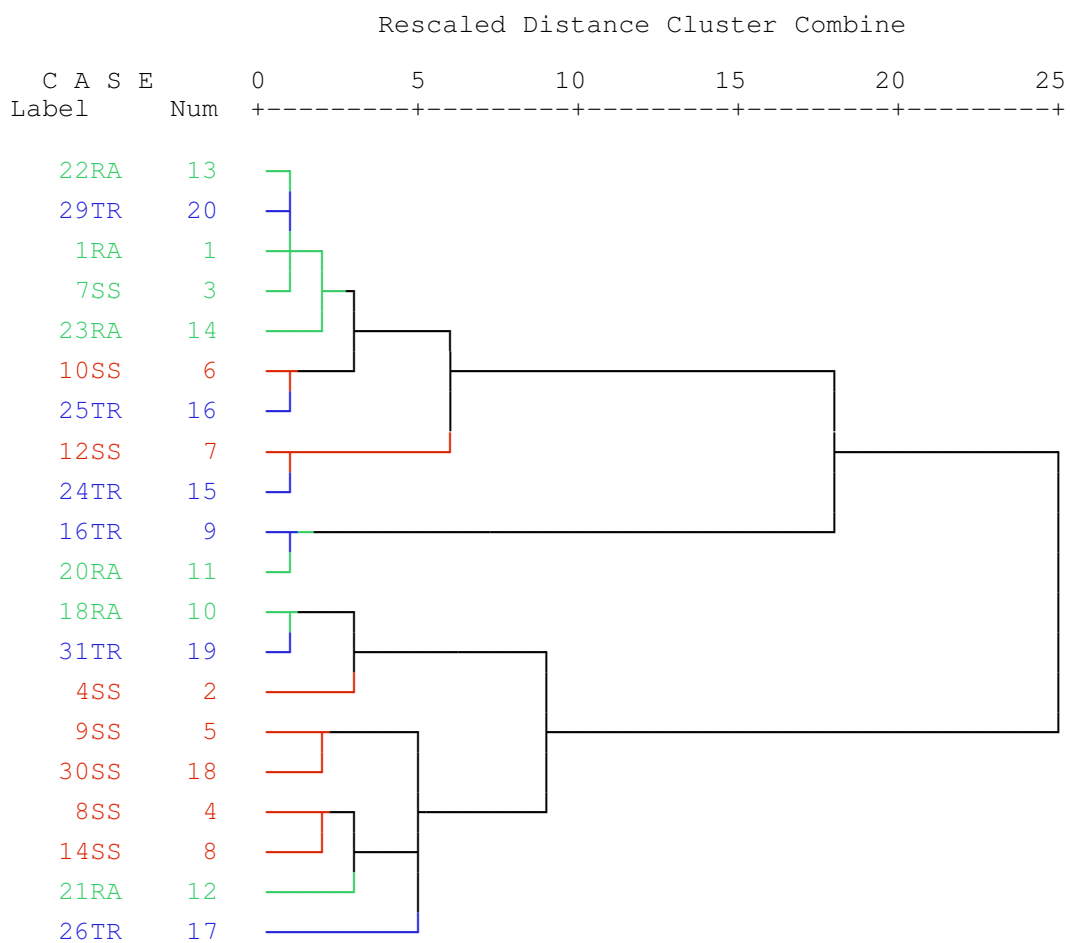 Rescaled Distance Cluster Combine
C A S E 0 5 10 15 20 25
Label Num +---------+---------+---------+---------+---------+
22RA 13
29TR 20
1RA 1
7SS 3
23RA 14
10SS 6
25TR 16
12SS 7
24TR 15
16TR 9
20RA 11
18RA 10
31TR 19
4SS 2
9SS 5
30SS 18
8SS 4
14SS 8
21RA 12
26TR 17